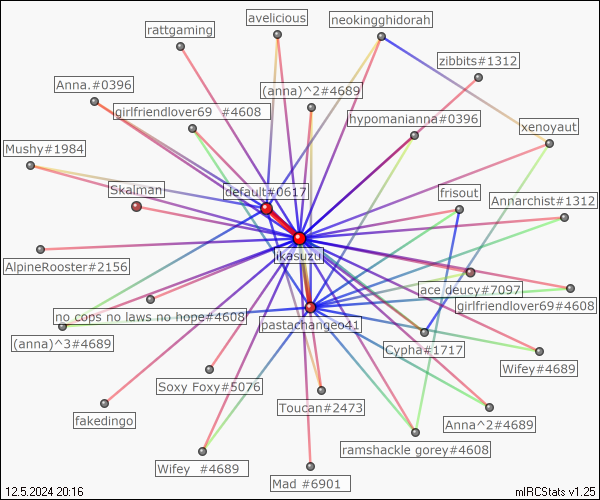 avelicious
neokingghidorah
rattgaming
zibbits#1312
Anna.#0396
(anna)^2#4689
girlfriendlover69 #4608
hypomanianna#0396
xenoyaut
Mushy#1984
Skalman
default#0617
frisout
Annarchist#1312
ikasuzu
AlpineRooster#2156
ace deucy#7097
girlfriendlover69#4608
no cops no laws no hope#4608
pastachangeo41
(anna)^3#4689
Cypha#1717
Wifey#4689
Soxy Foxy#5076
Toucan#2473
fakedingo
Anna^2#4689
ramshackle gorey#4608
Wifey #4689
Mad #6901
12.5.2024 20:16
mIRCStats v1.25